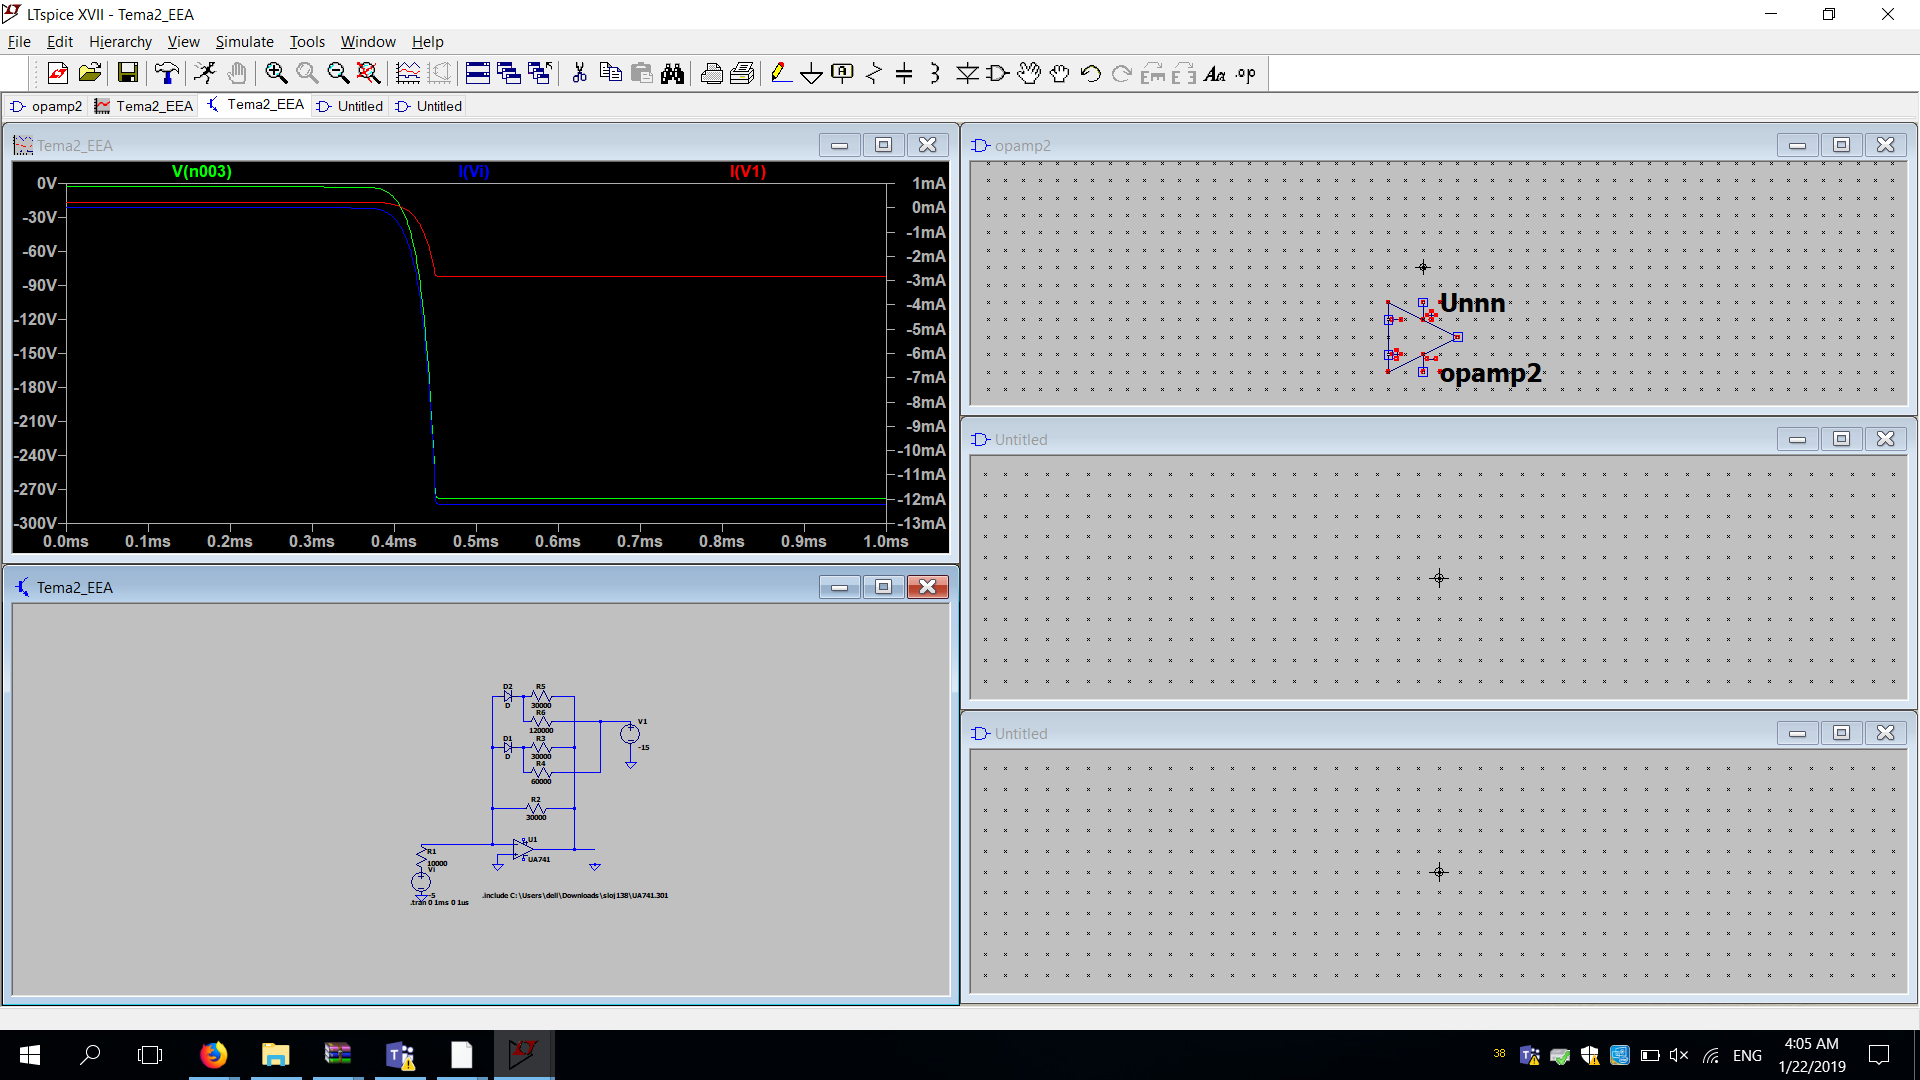 LTspice XVII - Tema2_EEA
File Edit Hierarchy View Simulate Tools Window Help
Aa .op
opamp2 Tema2_EEA Tema2_EEA Untitled Untitled
Tema2_EEA
V(n003) I(VI) I(V1)
0V
-30V
-60V
-90V
-120V
-150V
-180V
-210V
-240V
-270V
-300V
1mA
0mA
-1mA
-2mA
-3mA
-4mA
-5mA
-6mA
-7mA
-8mA
-9mA
-10mA
-11mA
-12mA
-13mA
0.0ms 0.1ms 0.2ms 0.3ms 0.4ms 0.5ms 0.6ms 0.7ms 0.8ms 0.9ms 1.0ms
opamp2
Unnn
opamp2
Untitled
Untitled
Tema2_EEA
D2 R5
D 30000
R6
120000
V1
-15
D1 R3
D 30000
R4
60000
R2
30000
U1
UA741
R1
10000
VI
-5
.tran 0 1ms 0 1us
.include C:\Users\dell\Downloads\sloj138\UA741.301
38
ENG
4:05 AM
1/22/2019